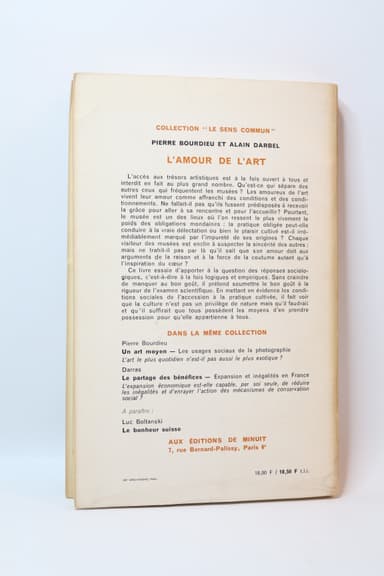 COLLECTION "LE SENS COMMUN"
PIERRE BOURDIEU ET ALAIN DARBEL
L'AMOUR DE L'ART
L'accès aux trésors artistiques est à la fois ouvert à tous et
interdit en fait au plus grand nombre. Qu'est-ce qui sépare des
autres ceux qui fréquentent les musées ? Les amoureux de l'art
vivent leur amour comme affranchi des conditions et des condi-
tionnements. Ne fallait-il pas qu'ils fussent prédisposés à recevoir
la grâce pour aller à sa rencontre et pour l'accueillir? Pourtant,
le musée est un des lieux où l'on ressent le plus vivement le
poids des obligations mondaines : la pratique obligée peut-elle
conduire à la vraie délectation ou bien le plaisir cultivé est-il irré-
médiablement marqué par l'impureté de ses origines ? Chaque
visiteur des musées est enclin à suspecter la sincérité des autres :
mais ne trahit-il pas par là qu'il sait que son amour doit aux
arguments de la raison et à la force de la coutume autant qu'à
l'inspiration du cœur ?
Ce livre essaie d'apporter à la question des réponses sociolo-
giques, c'est-à-dire à la fois logiques et empiriques. Sans craindre
de manquer au bon goût, il prétend soumettre le bon goût à la
rigueur de l'examen scientifique. En mettant en évidence les condi-
tions sociales de l'accession à la pratique cultivée, il fait voir
que la culture n'est pas un privilège de nature mais qu'il faudrait
et qu'il suffirait que tous possèdent les moyens d'en prendre
possession pour qu'elle appartienne à tous.
DANS LA MÊME COLLECTION
Pierre Bourdieu
Un art moyen — Les usages sociaux de la photographie
L'art le plus quotidien n'est-il pas aussi le plus exotique ?
Darras
Le partage des bénéfices — Expansion et inégalités en France
L'expansion économique est-elle capable, par soi seule, de réduire
les inégalités et d'enrayer l'action des mécanismes de conservation
social ?
A paraître :
Luc Boltanski
Le bonheur suisse
AUX ÉDITIONS DE MINUIT
7, rue Bernard-Palissy, Paris 6e
18,00 F / 18,50 F t.l.c.